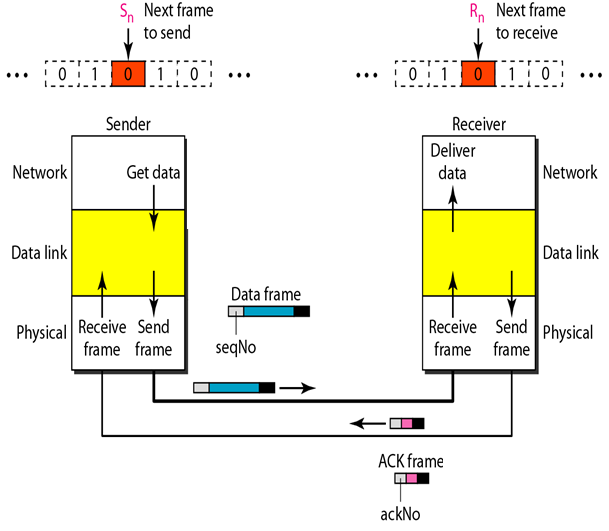 Sn Next frame
to send
Rn Next frame
to receive
••• 0 1 0 1 0 •••
••• 0 1 0 1 0 •••
Sender
Receiver
Network
Get data
Deliver
data
Network
Data link
Data link
Data frame
seqNo
Physical
Receive
frame
Send
frame
Receive
frame
Send
frame
Physical
ACK frame
ackNo